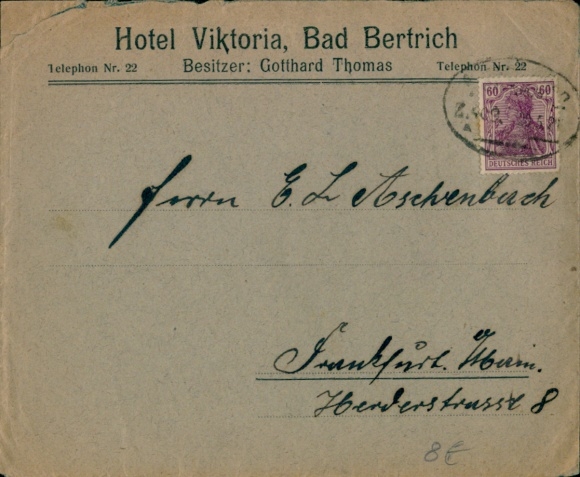 Hotel Viktoria, Bad Bertrich
Telephon Nr. 22 Besitzer: Gotthard Thomas Telephon Nr. 22
60 60
DEUTSCHES REICH
Herrn E. L Aschenbach
Frankfurt. Main.
Herderstrasse 8
8€